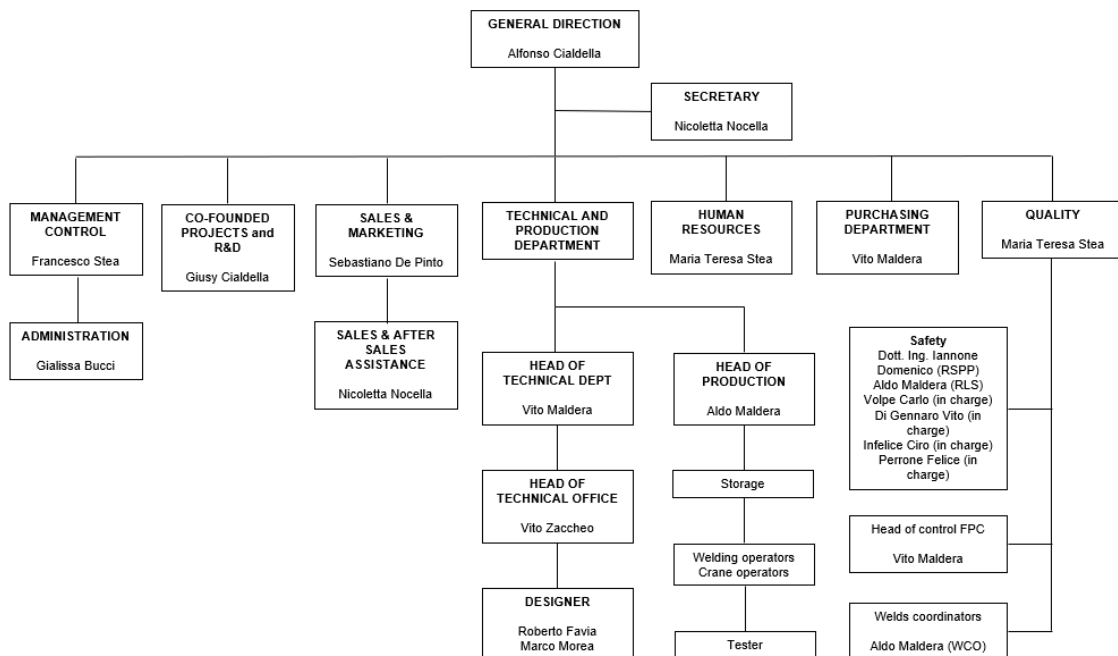 GENERAL DIRECTION
Alfonso Cialdella
SECRETARY
Nicoletta Nocella
MANAGEMENT
CONTROL
Francesco Stea
CO-FOUNDED
PROJECTS and
R&D
Giusy Cialdella
SALES &
MARKETING
Sebastiano De Pinto
TECHNICAL AND
PRODUCTION
DEPARTMENT
HUMAN
RESOURCES
Maria Teresa Stea
PURCHASING
DEPARTMENT
Vito Maldera
QUALITY
Maria Teresa Stea
ADMINISTRATION
Gialissa Bucci
SALES & AFTER
SALES
ASSISTANCE
Nicoletta Nocella
HEAD OF
TECHNICAL DEPT
Vito Maldera
HEAD OF
PRODUCTION
Aldo Maldera
Safety
Dott. Ing. Iannone
Domenico (RSPP)
Aldo Maldera (RLS)
Volpe Carlo (in charge)
Di Gennaro Vito (in
charge)
Infelice Ciro (in charge)
Perrone Felice (in
charge)
HEAD OF
TECHNICAL OFFICE
Vito Zaccheo
Storage
Head of control FPC
Vito Maldera
Welding operators
Crane operators
DESIGNER
Roberto Favia
Marco Morea
Tester
Welds coordinators
Aldo Maldera (WCO)